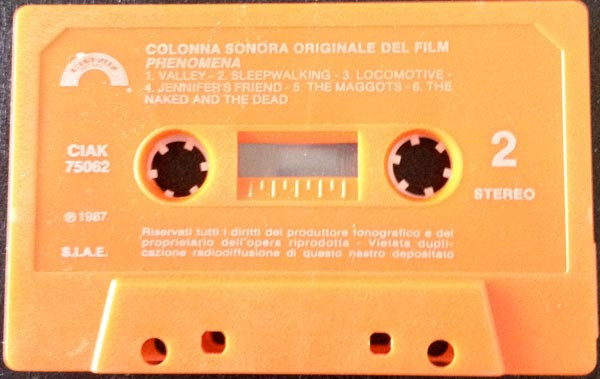 COLONNA SONORA ORIGINALE DEL FILM
PHENOMENA
1. VALLEY - 2. SLEEPWALKING - 3. LOCOMOTIVE -
4. JENNIFER'S FRIEND - 5. THE MAGGOTS - 6. THE
NAKED AND THE DEAD
CIAK
75062
2
STEREO
℗ 1987
S.I.A.E.
Riservati tutti i diritti del produttore fonografico e del
proprietario dell'opera riprodotta - Vietata dupli-
cazione radiodiffusione di questo nastro depositato